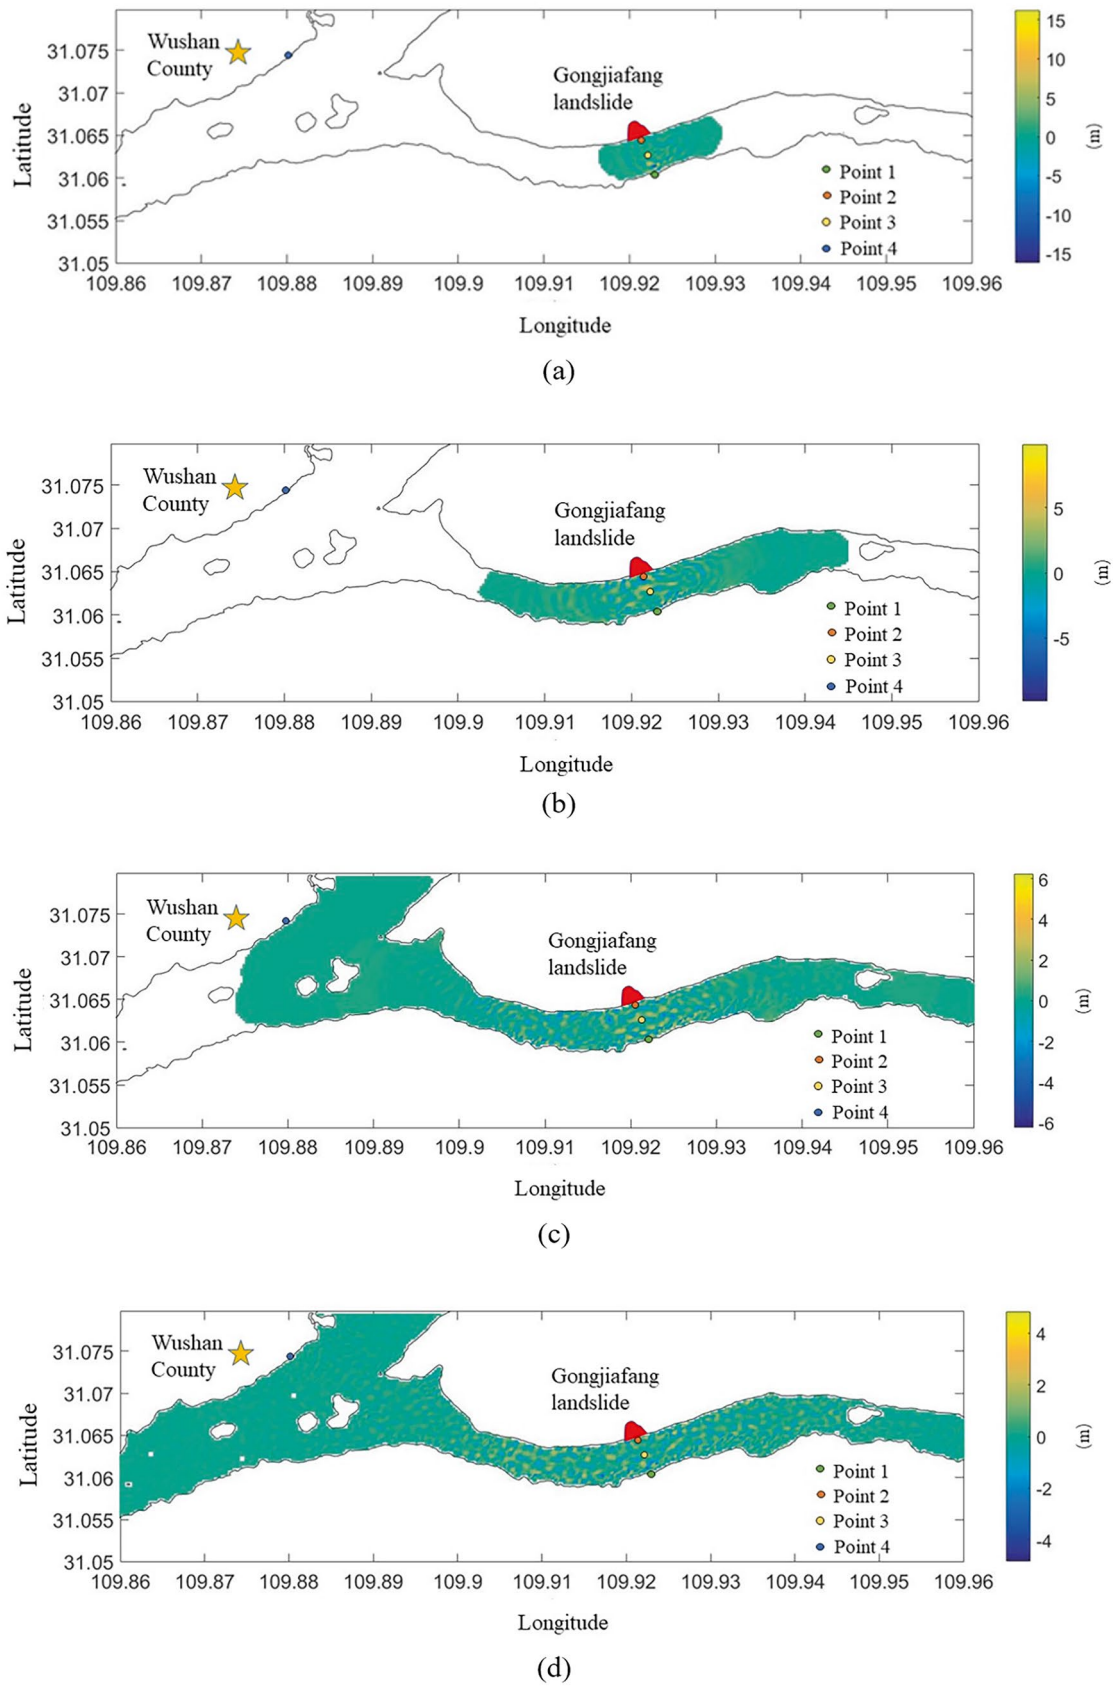 Wushan
County
Gongjiafang
landslide
31.075
31.07
31.065
31.06
31.055
31.05
Latitude
Point 1
Point 2
Point 3
Point 4
109.86 109.87 109.88 109.89 109.9 109.91 109.92 109.93 109.94 109.95 109.96
Longitude
15
10
5
0
-5
-10
-15
(m)
(a)
Wushan
County
Gongjiafang
landslide
31.075
31.07
31.065
31.06
31.055
31.05
Latitude
Point 1
Point 2
Point 3
Point 4
109.86 109.87 109.88 109.89 109.9 109.91 109.92 109.93 109.94 109.95 109.96
Longitude
5
0
-5
(m)
(b)
Wushan
County
Gongjiafang
landslide
31.075
31.07
31.065
31.06
31.055
31.05
Latitude
Point 1
Point 2
Point 3
Point 4
109.86 109.87 109.88 109.89 109.9 109.91 109.92 109.93 109.94 109.95 109.96
Longitude
6
4
2
0
-2
-4
-6
(m)
(c)
Wushan
County
Gongjiafang
landslide
31.075
31.07
31.065
31.06
31.055
31.05
Latitude
Point 1
Point 2
Point 3
Point 4
109.86 109.87 109.88 109.89 109.9 109.91 109.92 109.93 109.94 109.95 109.96
Longitude
4
2
0
-2
-4
(m)
(d)